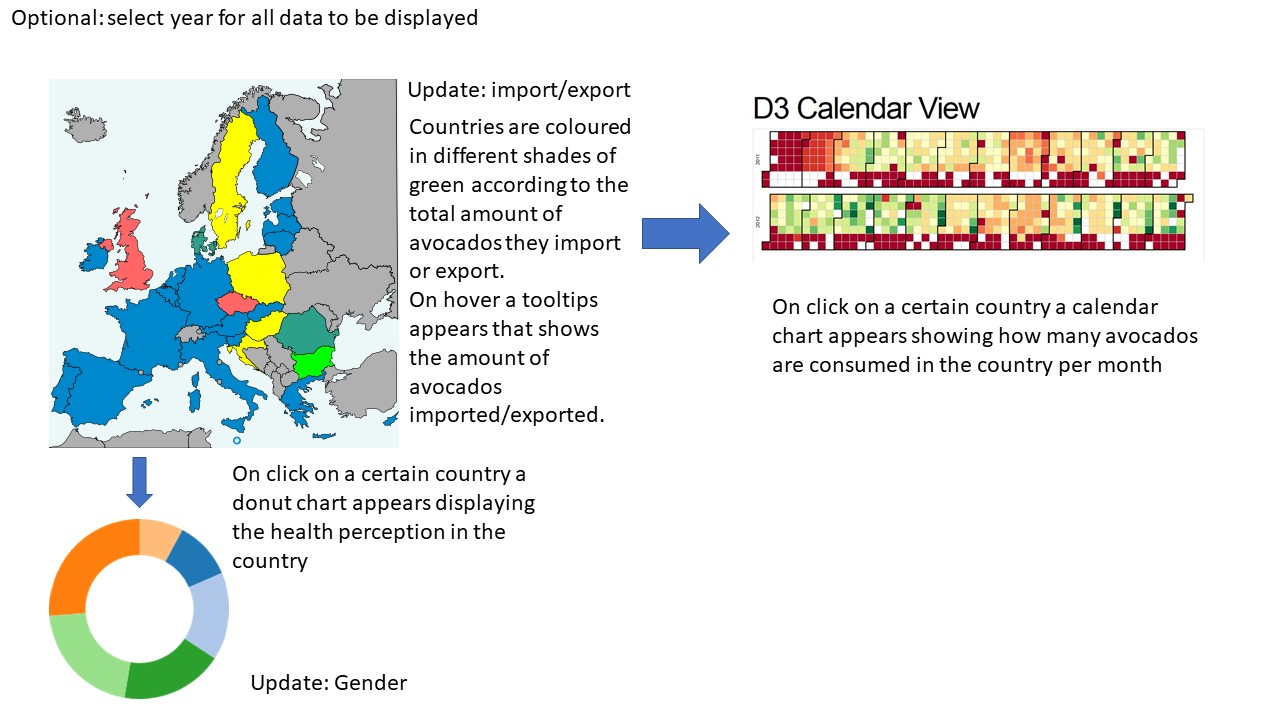 Optional: select year for all data to be displayed
Update: import/export
Countries are coloured
in different shades of
green according to the
total amount of
avocados they import
or export.
On hover a tooltips
appears that shows
the amount of
avocados
imported/exported.
D3 Calendar View
2011
2012
On click on a certain country a calendar
chart appears showing how many avocados
are consumed in the country per month
On click on a certain country a
donut chart appears displaying
the health perception in the
country
Update: Gender